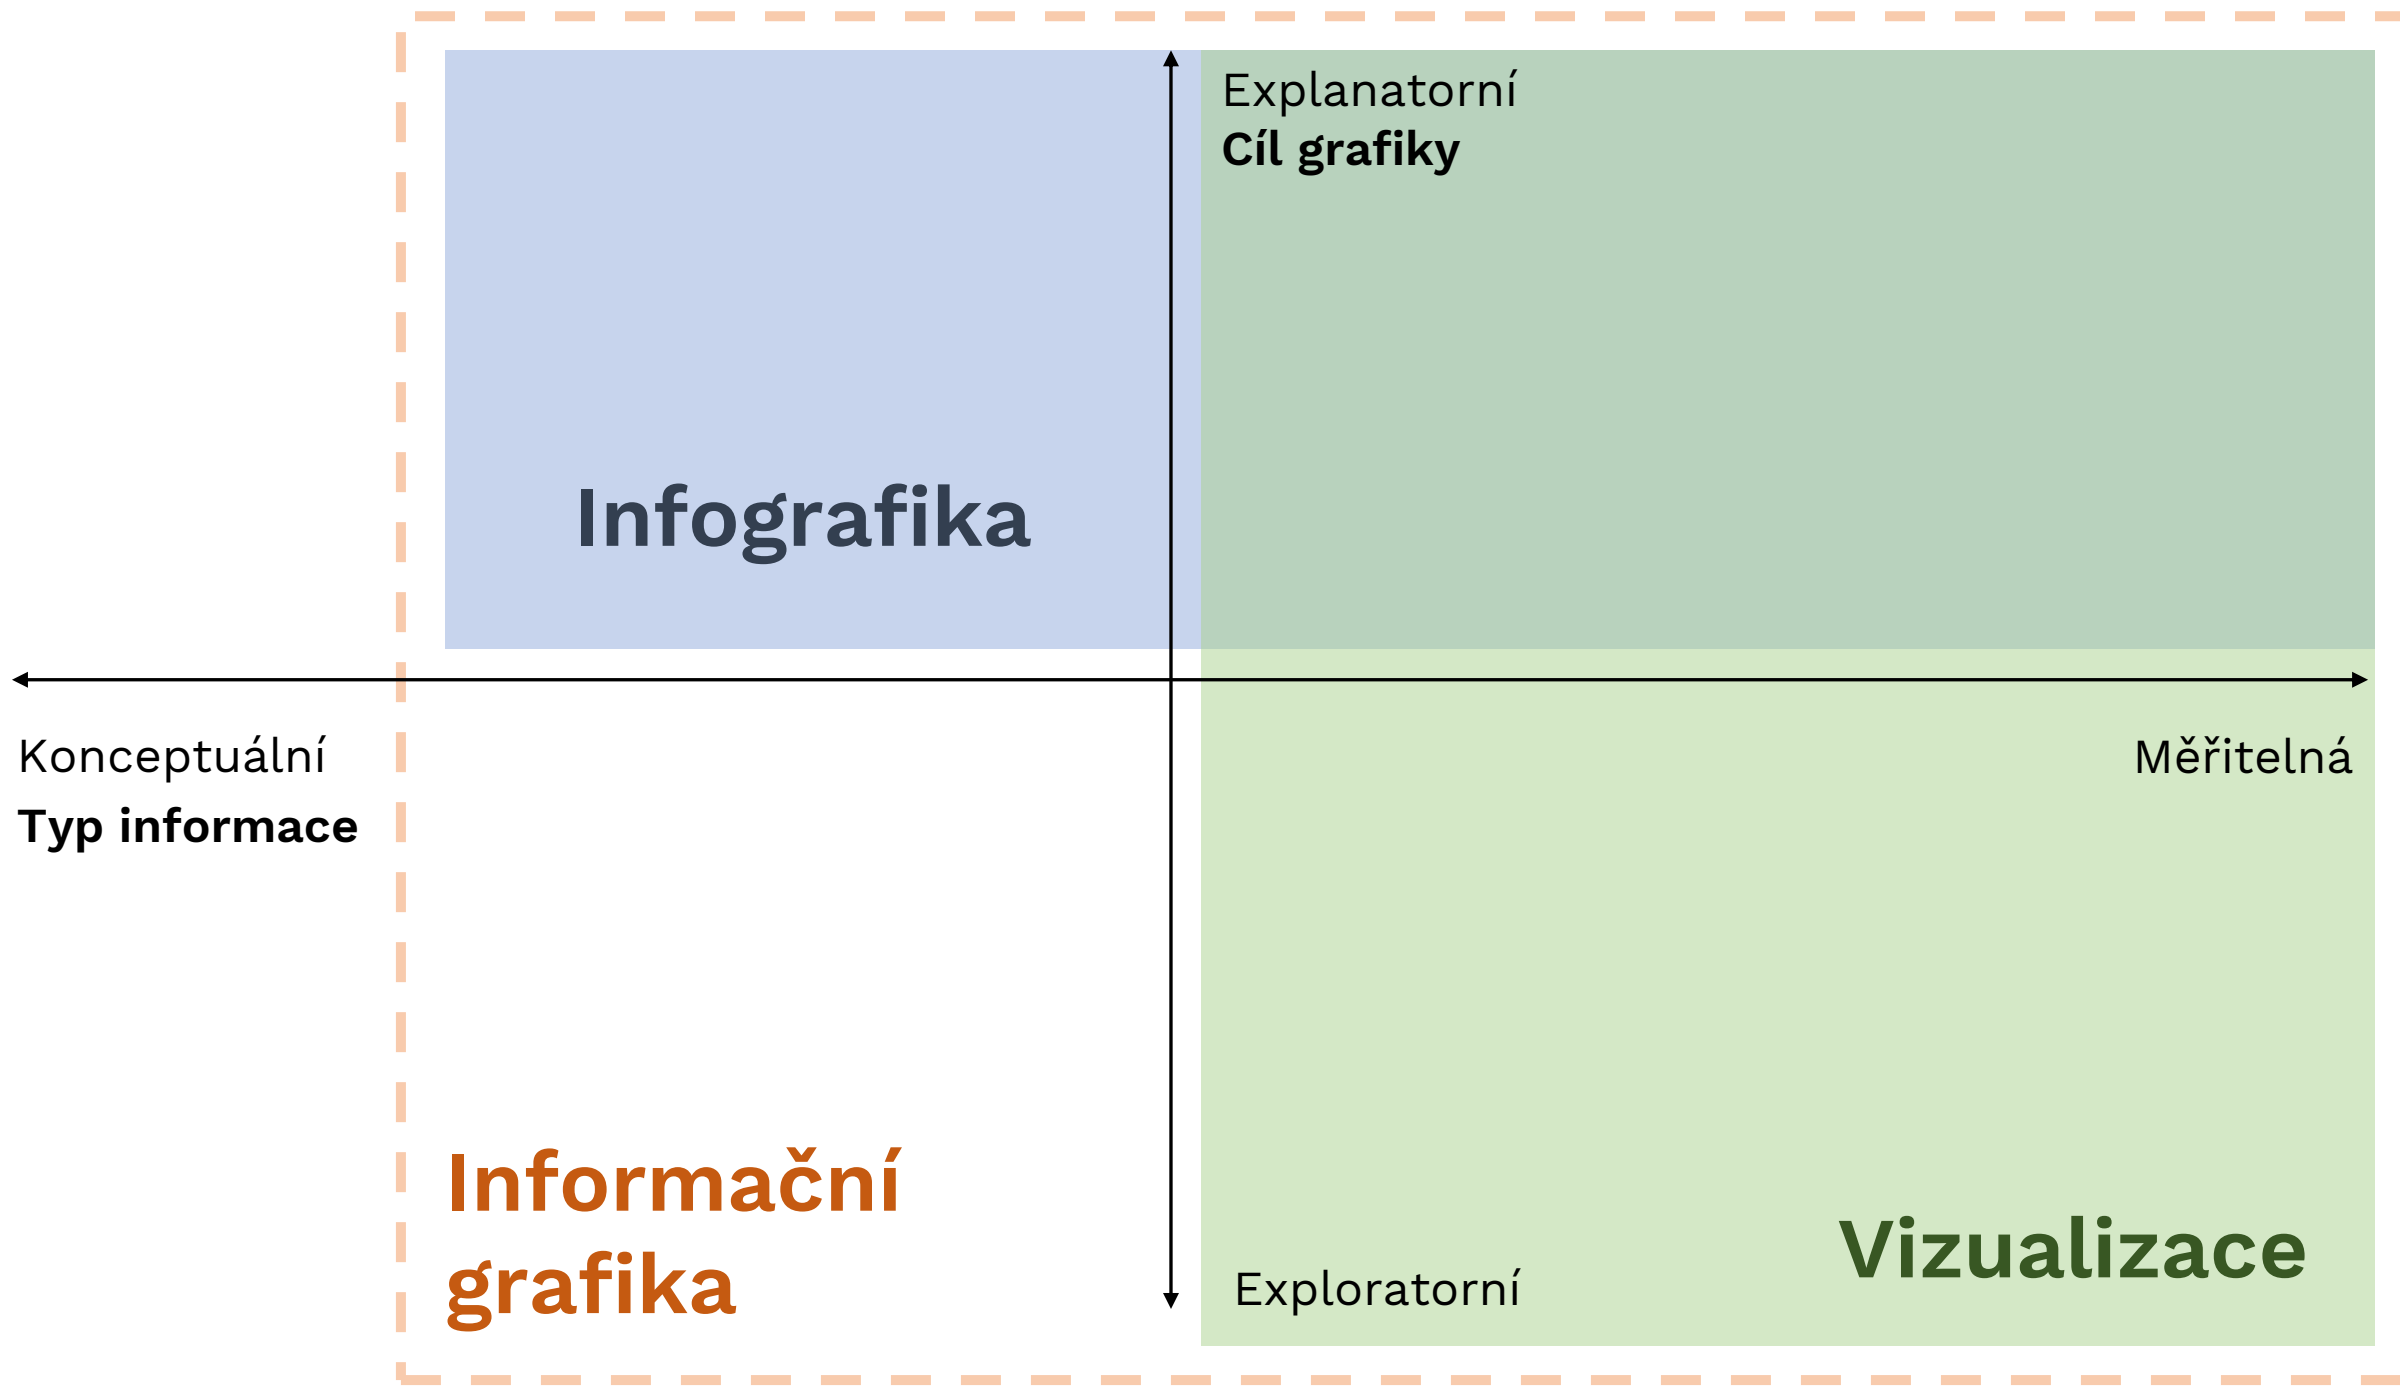 Explanatorní
Cíl grafiky
Infografika
Konceptuální
Měřitelná
Typ informace
Informační
grafika
Vizualizace
Exploratorní